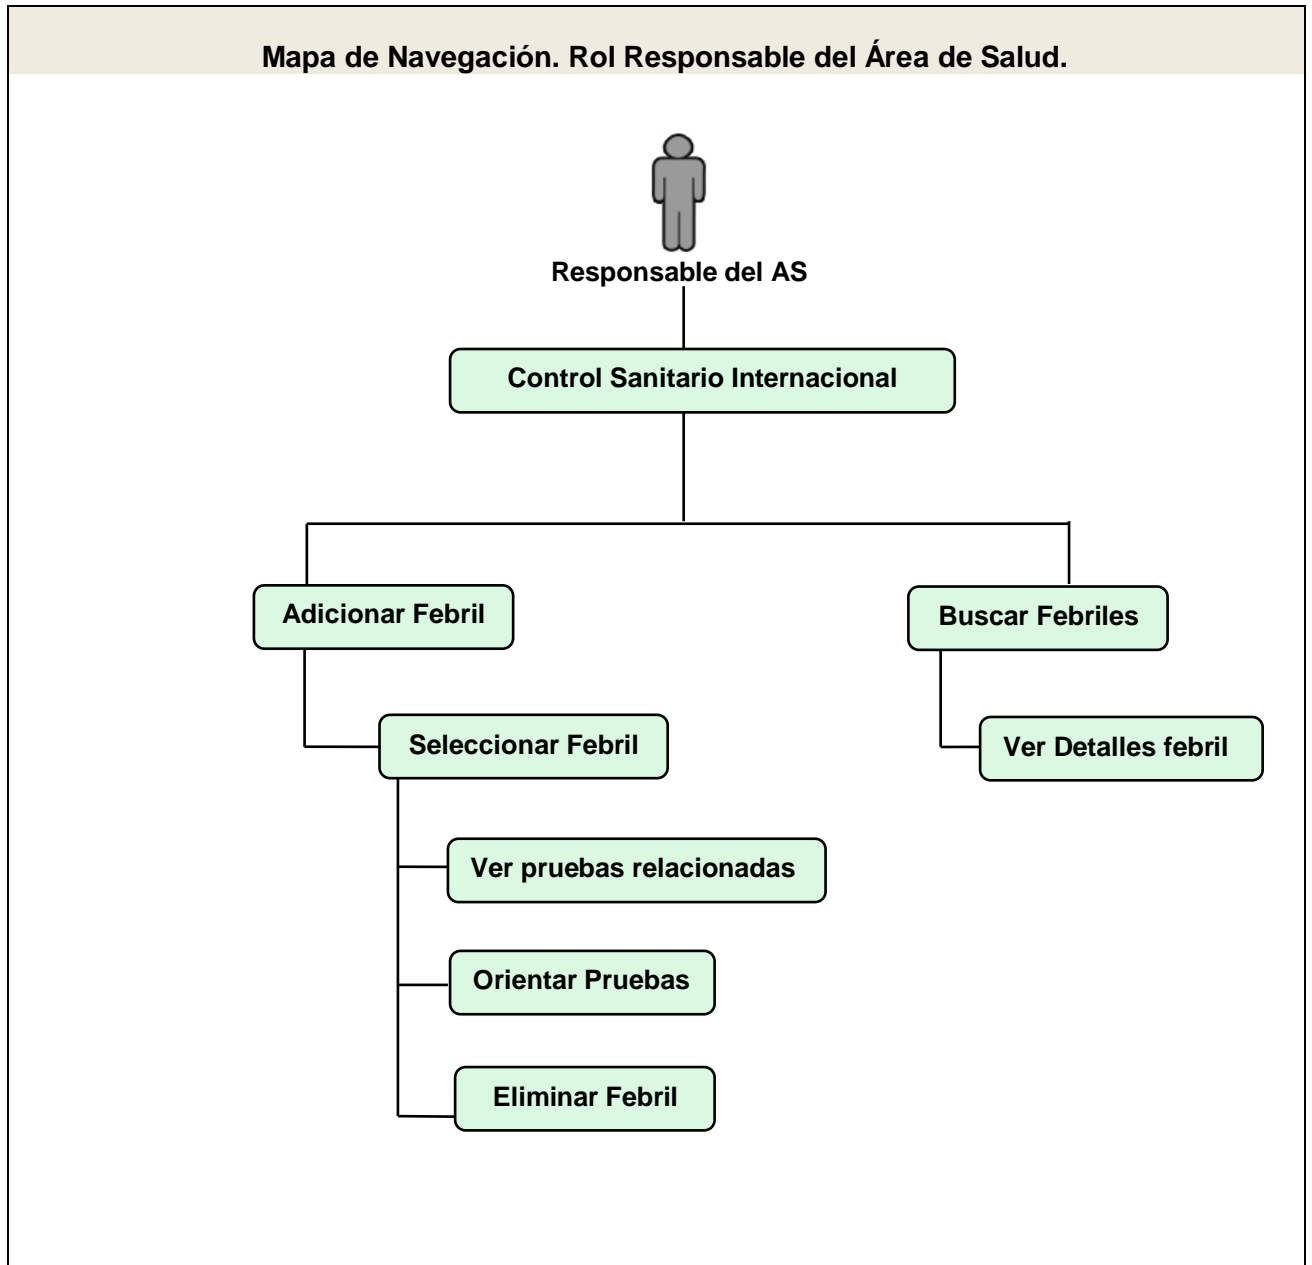 Mapa de Navegación. Rol Responsable del Área de Salud.
Responsable del AS
Control Sanitario Internacional
Adicionar Febril
Buscar Febriles
Seleccionar Febril
Ver Detalles febril
Ver pruebas relacionadas
Orientar Pruebas
Eliminar Febril